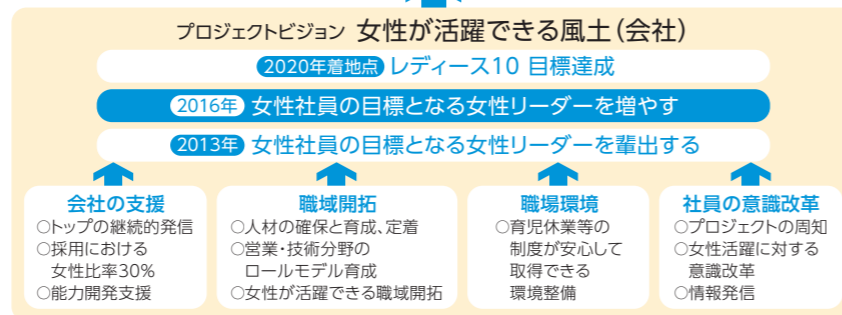 プロジェクトビジョン 女性が活躍できる風土(会社)
2020年着地点 レディース10 目標達成
2016年 女性社員の目標となる女性リーダーを増やす
2013年 女性社員の目標となる女性リーダーを輩出する
会社の支援
○トップの継続的発信
○採用における
女性比率30%
○能力開発支援
職域開拓
○人材の確保と育成、定着
○営業・技術分野の
ロールモデル育成
○女性が活躍できる職域開拓
職場環境
○育児休業等の
制度が安心して
取得できる
環境整備
社員の意識改革
○プロジェクトの周知
○女性活躍に対する
意識改革
○情報発信